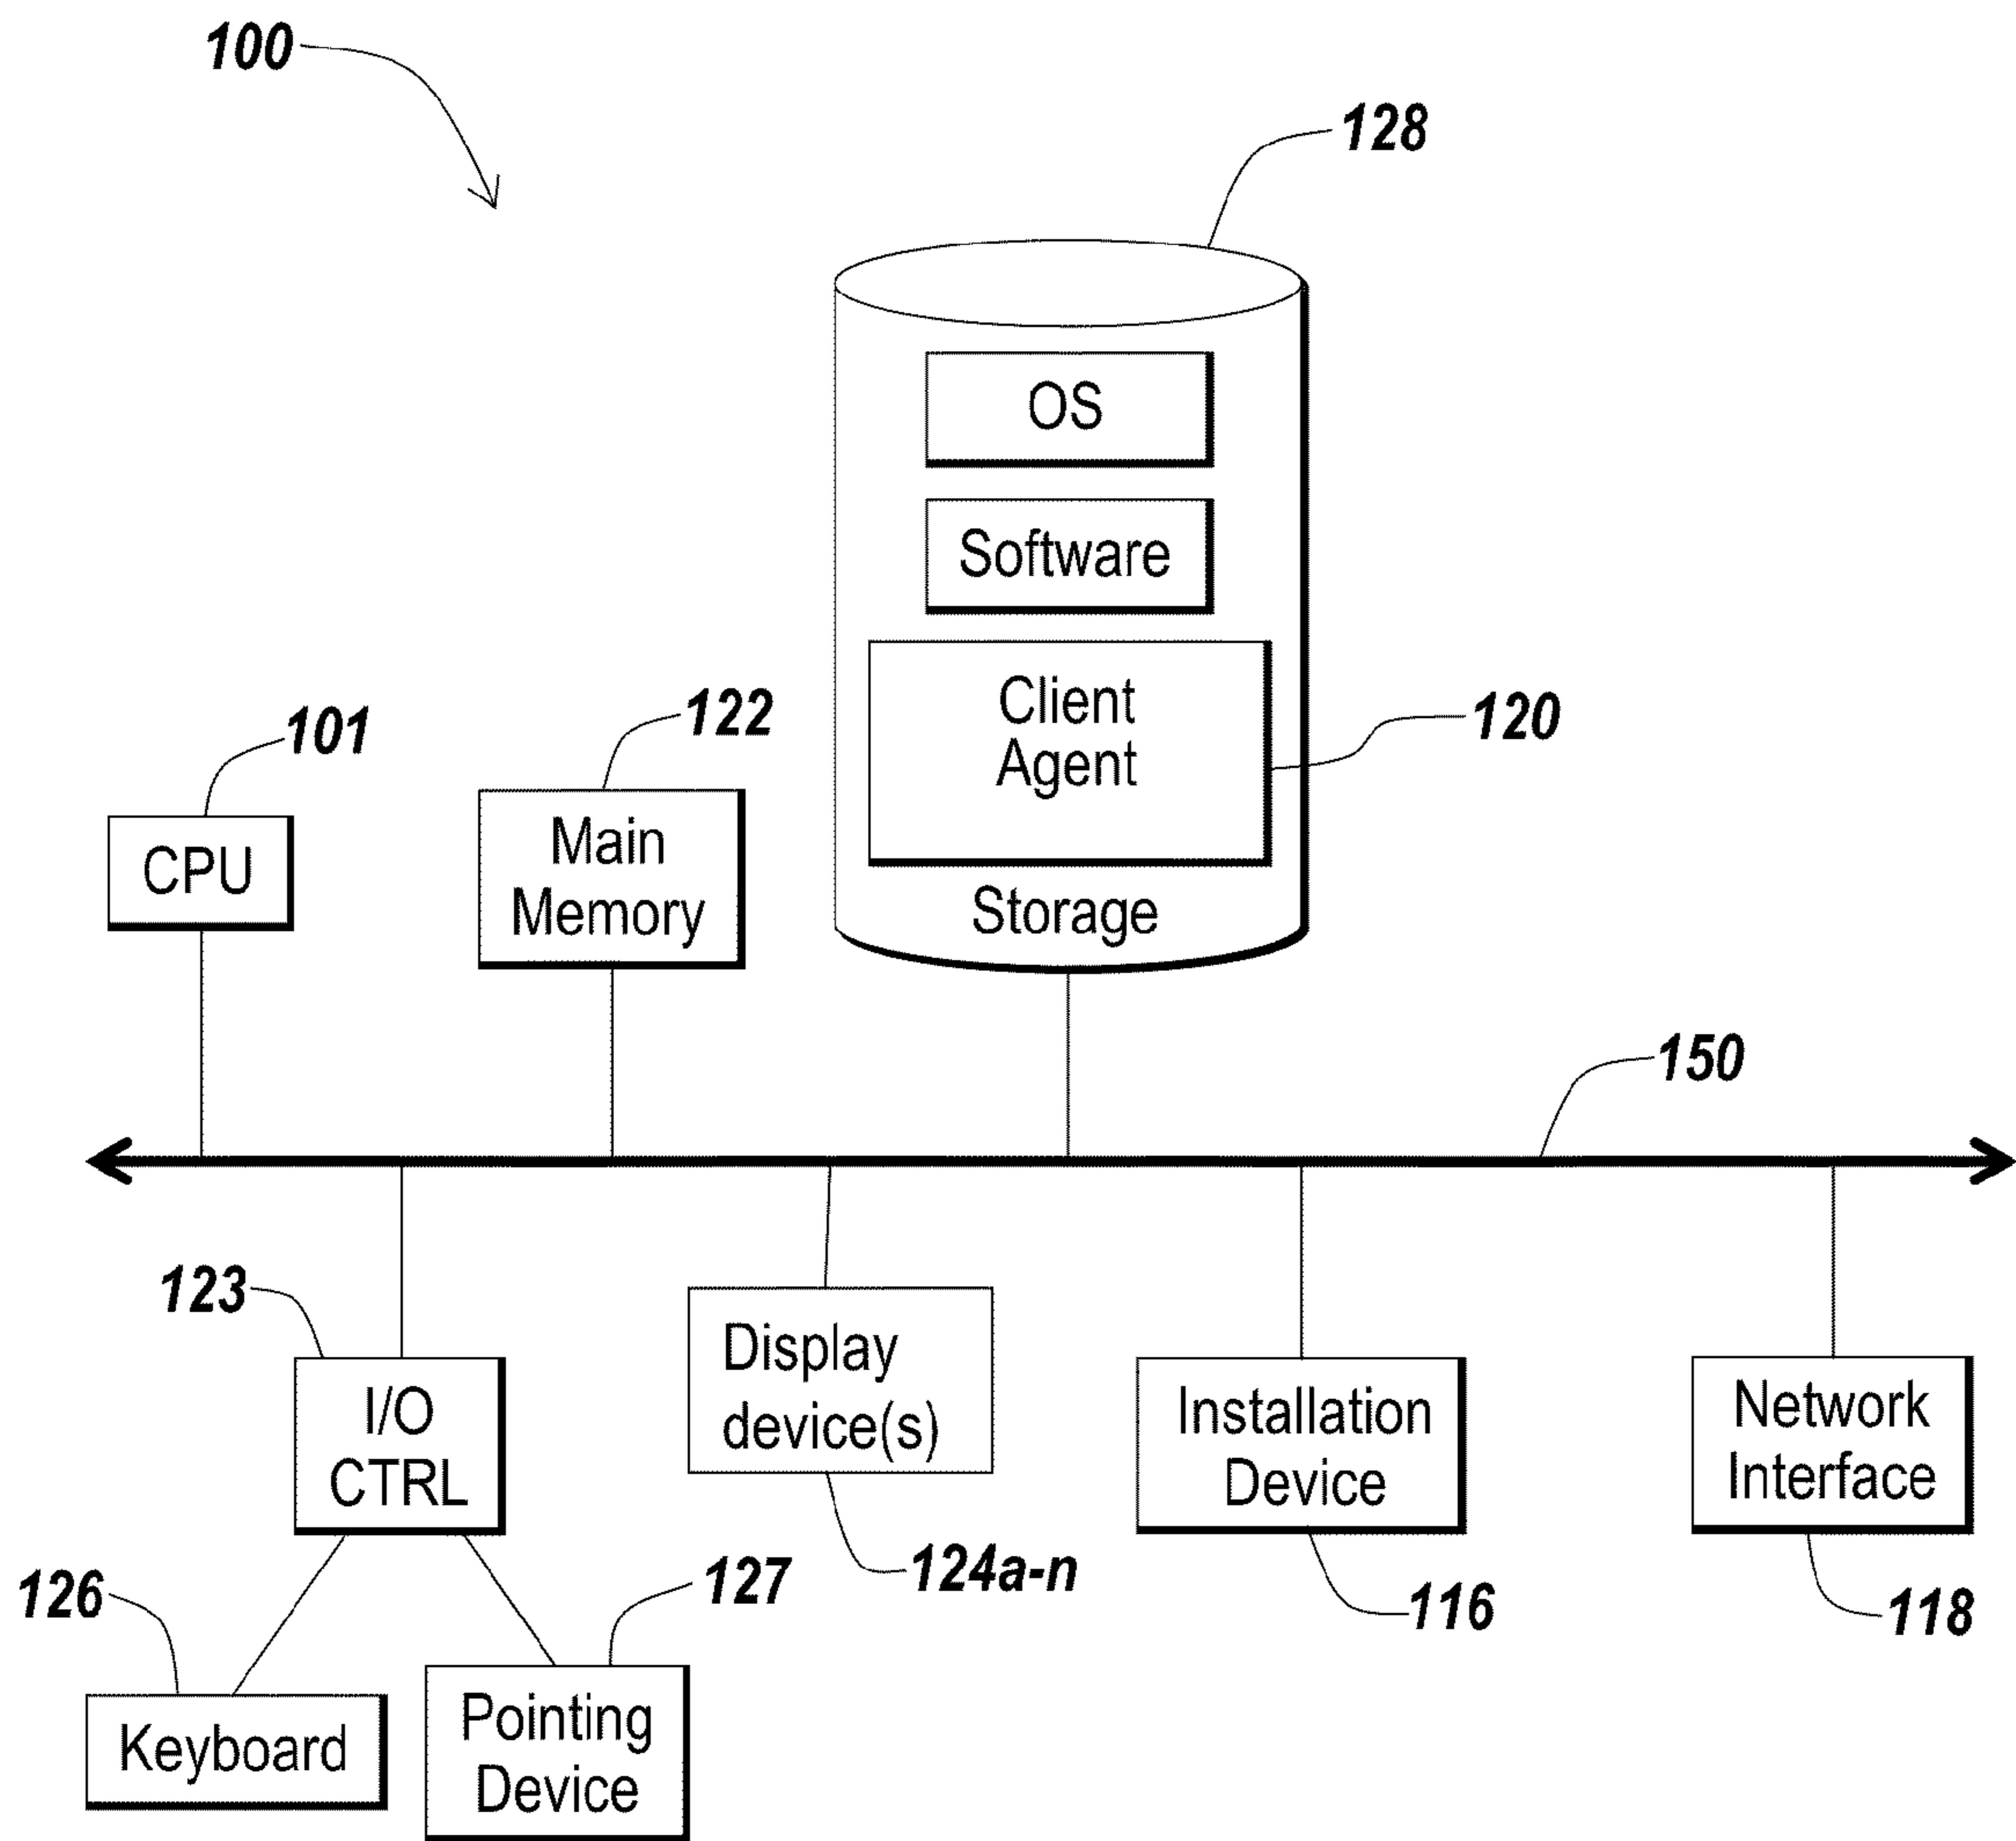 100
128
OS
Software
Client
Agent
120
Storage
101
CPU
122
Main
Memory
150
123
I/O
CTRL
Display
device(s)
124a-n
Installation
Device
116
Network
Interface
118
126
Keyboard
127
Pointing
Device